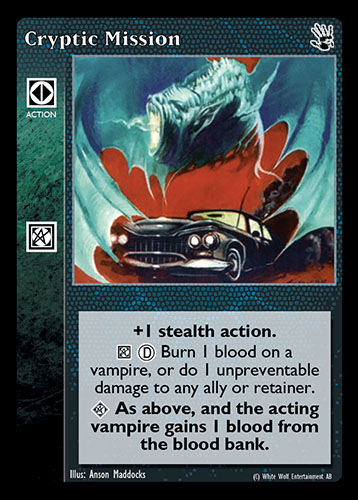 Cryptic Mission
ACTION
+1 stealth action.
D Burn 1 blood on a
vampire, or do 1 unpreventable
damage to any ally or retainer.
As above, and the acting
vampire gains 1 blood from
the blood bank.
Illus: Anson Maddocks
(C) White Wolf Entertainment AB